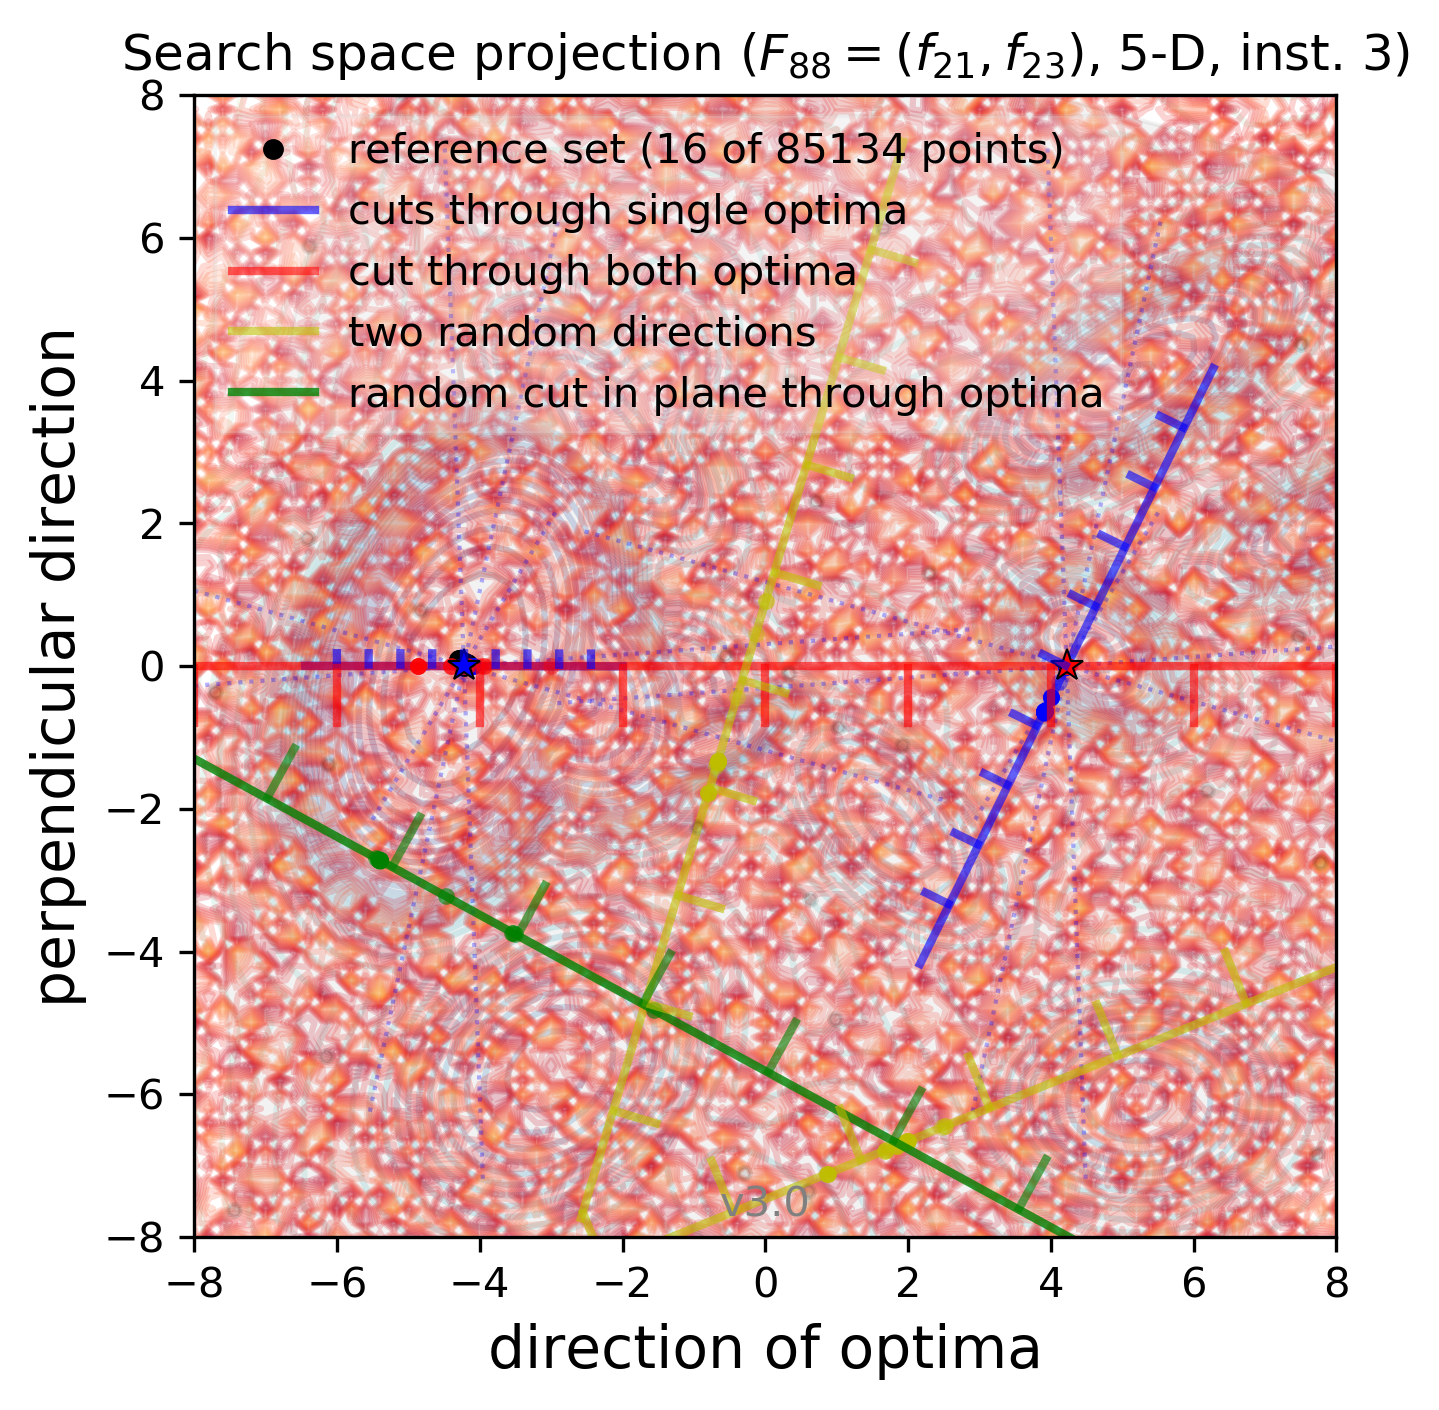 Search space projection (F₈₈ = (f₂₁, f₂₃), 5-D, inst. 3)
8
6
4
2
0
−2
−4
−6
−8
perpendicular direction
reference set (16 of 85134 points)
cuts through single optima
cut through both optima
two random directions
random cut in plane through optima
v3.0
−8 −6 −4 −2 0 2 4 6 8
direction of optima